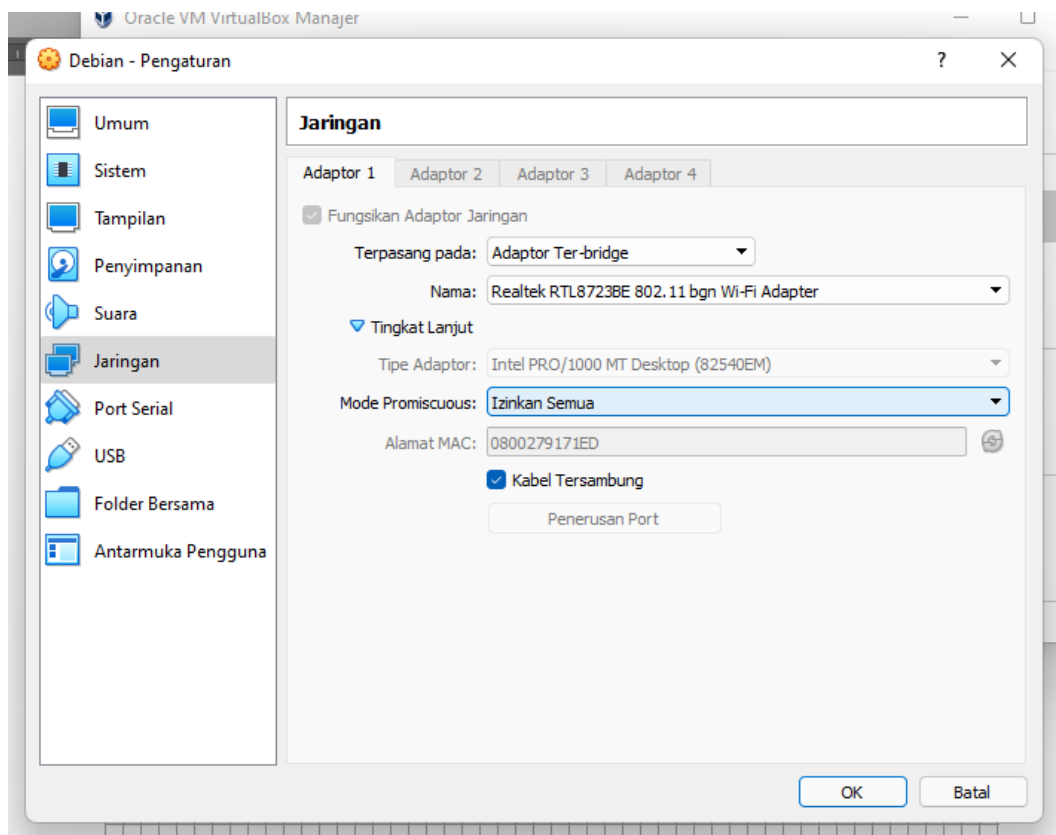 Oracle VM VirtualBox Manajer
Debian - Pengaturan
?
Umum
Sistem
Tampilan
Penyimpanan
Suara
Jaringan
Port Serial
USB
Folder Bersama
Antarmuka Pengguna
Jaringan
Adaptor 1 Adaptor 2 Adaptor 3 Adaptor 4
Fungsikan Adaptor Jaringan
Terpasang pada: Adaptor Ter-bridge
Nama: Realtek RTL8723BE 802.11 bgn Wi-Fi Adapter
Tingkat Lanjut
Tipe Adaptor: Intel PRO/1000 MT Desktop (82540EM)
Mode Promiscuous: Izinkan Semua
Alamat MAC: 0800279171ED
Kabel Tersambung
Penerusan Port
OK Batal